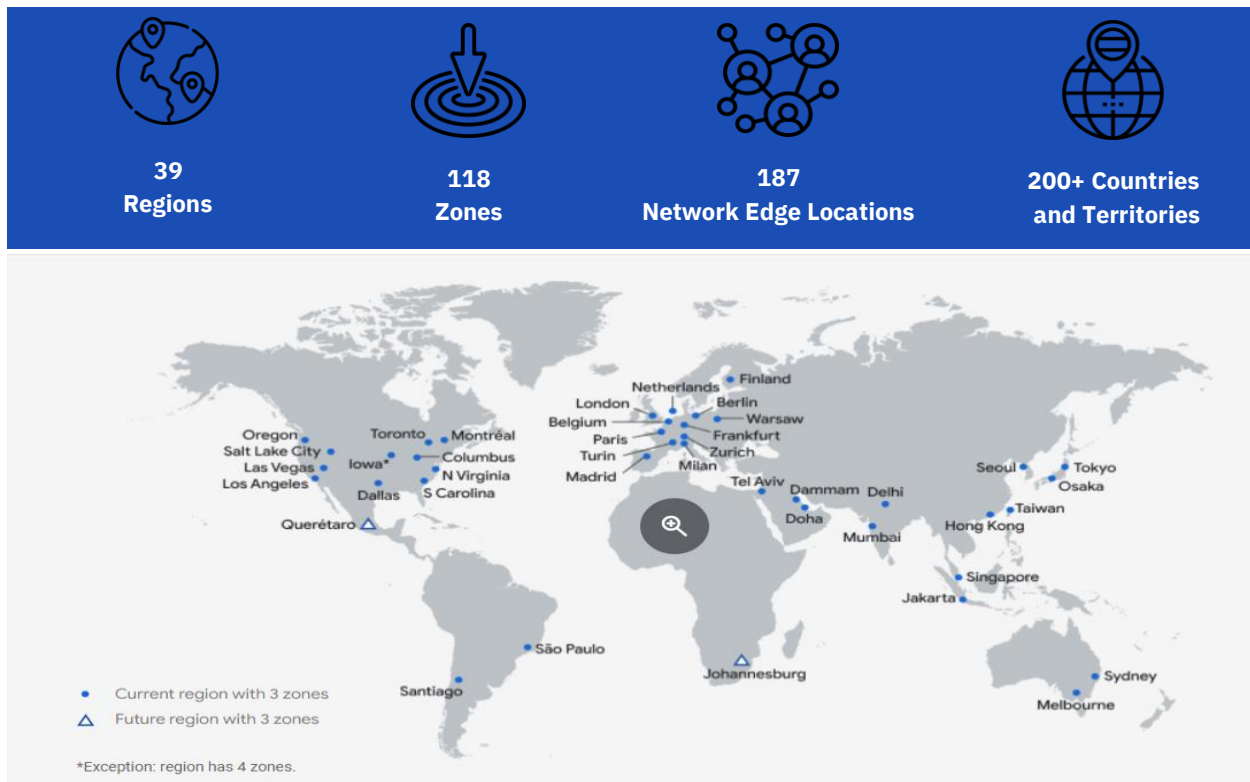 39
Regions
118
Zones
187
Network Edge Locations
200+ Countries
and Territories
Finland
Netherlands
London
Berlin
Belgium
Warsaw
Paris
Frankfurt
Turin
Zurich
Milan
Madrid
Oregon
Toronto
Montréal
Salt Lake City
Columbus
Las Vegas
Iowa*
N Virginia
Los Angeles
Dallas
S Carolina
Querétaro
Tel Aviv
Dammam
Delhi
Doha
Mumbai
Seoul
Tokyo
Osaka
Taiwan
Hong Kong
Singapore
Jakarta
São Paulo
Johannesburg
Santiago
Sydney
Melbourne
Current region with 3 zones
Future region with 3 zones
*Exception: region has 4 zones.